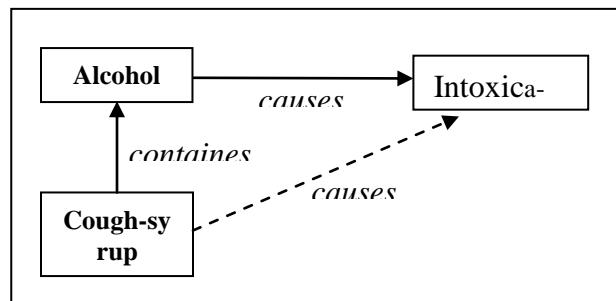 Alcohol
Intoxica-
causes
containes
causes
Cough-sy
rup